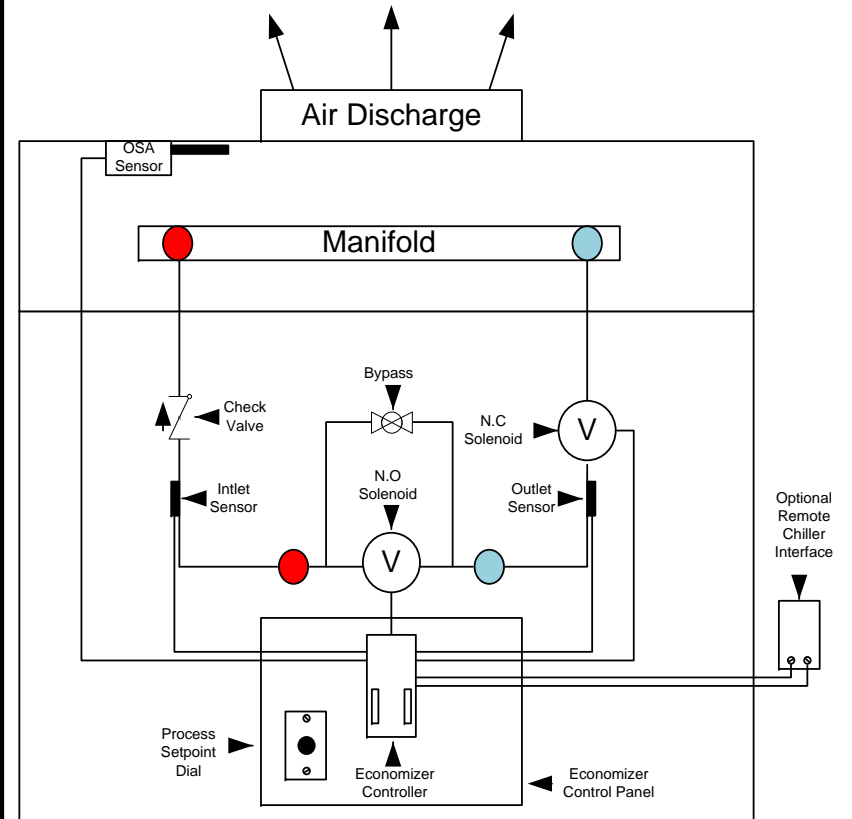 Air Discharge
OSA
Sensor
Manifold
Bypass
Check
Valve
N.C
Solenoid
V
N.O
Solenoid
Intlet
Sensor
Outlet
Sensor
V
Optional
Remote
Chiller
Interface
Process
Setpoint
Dial
Economizer
Controller
Economizer
Control Panel